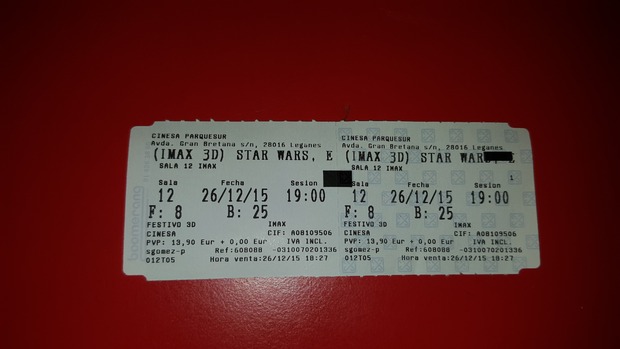 CINESA PARQUESUR
Avda. Gran Bretana s/n, 28016 Leganes
(IMAX 3D) STAR WARS, E
SALA 12 IMAX
Sala Fecha Sesion
12 26/12/15 19:00
F: 8 B: 25
FESTIVO 3D IMAX
CINESA CIF: A08109506
PVP: 13,90 Eur + 0,00 Eur IVA INCL.
sgomez-p Ref:608088 -0310070201336
012T05 Hora venta:26/12/15 18:27
boomerang
CINESA PARQUESUR
Avda. Gran Bretana s/n, 28016 Leganes
(IMAX 3D) STAR
SALA 12 IMAX
1
Sala Fecha Sesion
12 26/12/15 19:00
F: 8 B: 25
FESTIVO 3D IMAX
CINESA CIF: A08109506
PVP: 13,90 Eur + 0,00 Eur IVA INCL.
sgomez-p Ref:608088 -0310070201336
012T05 Hora venta:26/12/15 18:27